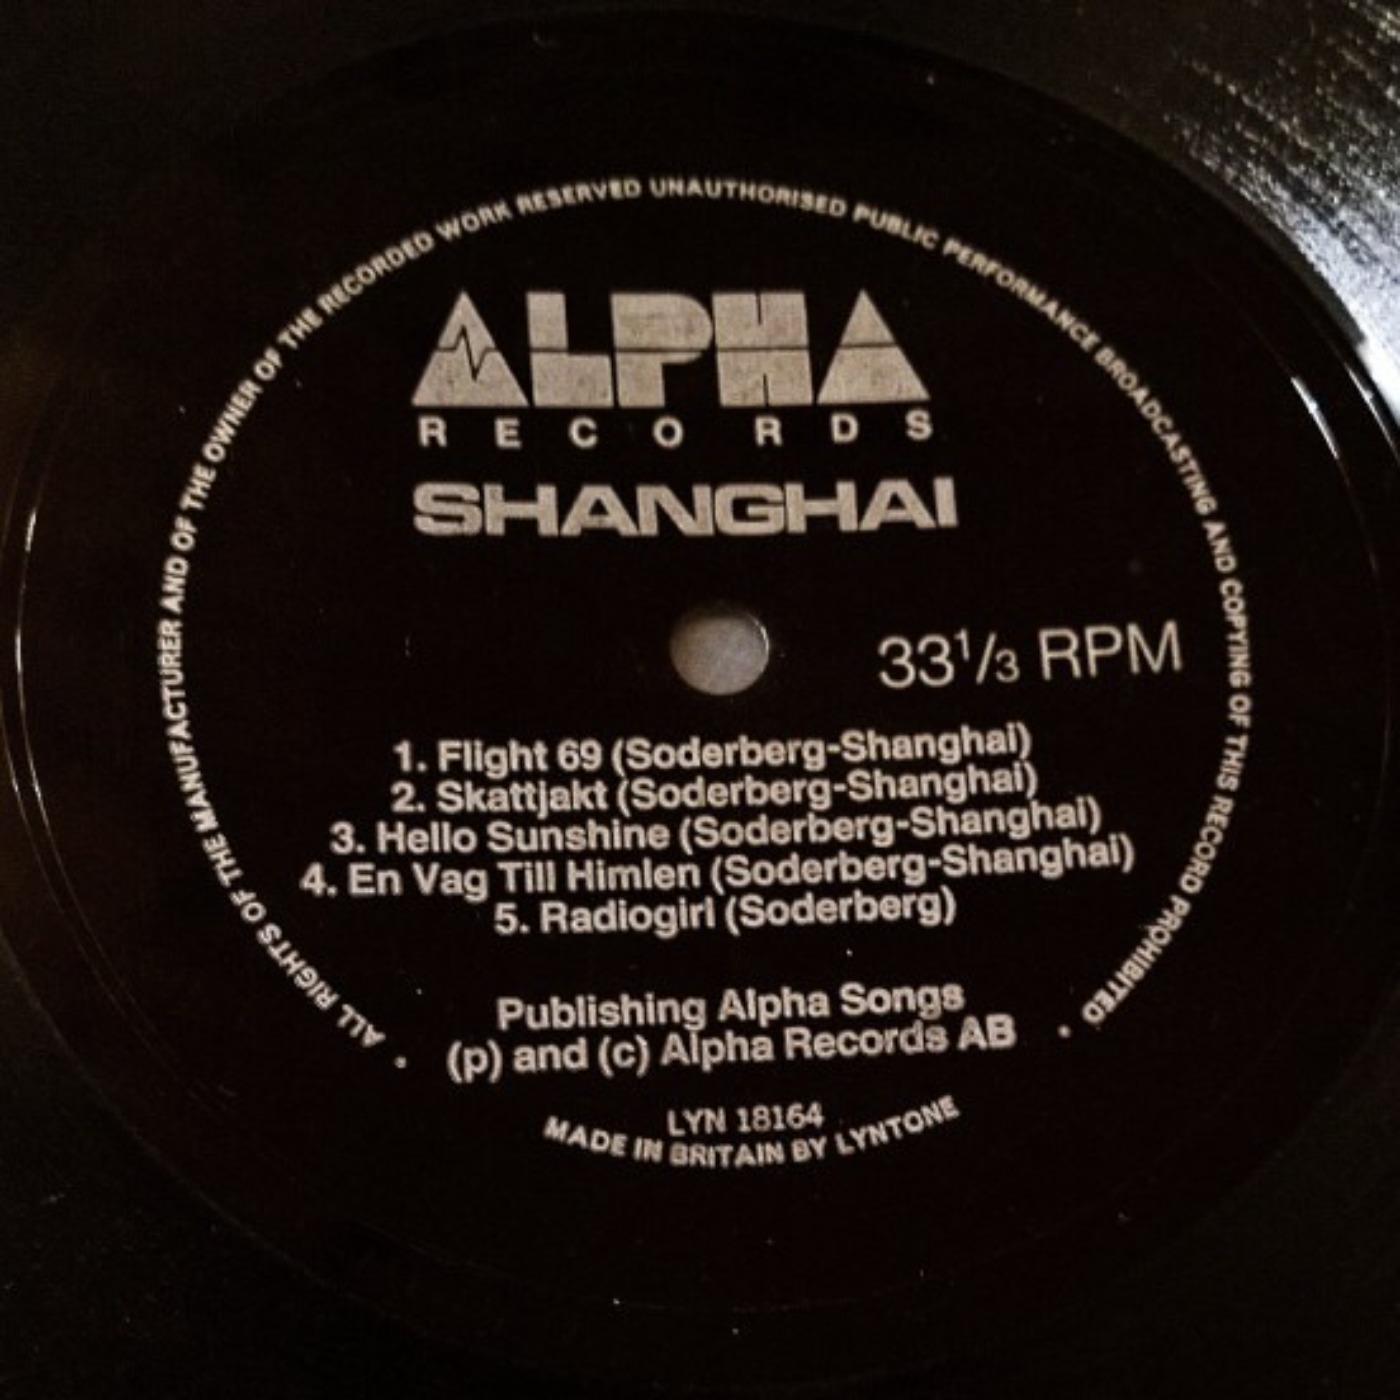 ALL RIGHTS OF THE MANUFACTURER AND OF THE OWNER OF THE RECORDED WORK RESERVED UNAUTHORISED PUBLIC PERFORMANCE BROADCASTING AND COPYING OF THIS RECORD PROHIBITED
ALPHA
RECORDS
SHANGHAI
33¹/₃ RPM
1. Flight 69 (Soderberg-Shanghai)
2. Skattjakt (Soderberg-Shanghai)
3. Hello Sunshine (Soderberg-Shanghai)
4. En Vag Till Himlen (Soderberg-Shanghai)
5. Radiogirl (Soderberg)
Publishing Alpha Songs
(p) and (c) Alpha Records AB
LYN 18164
MADE IN BRITAIN BY LYNTONE